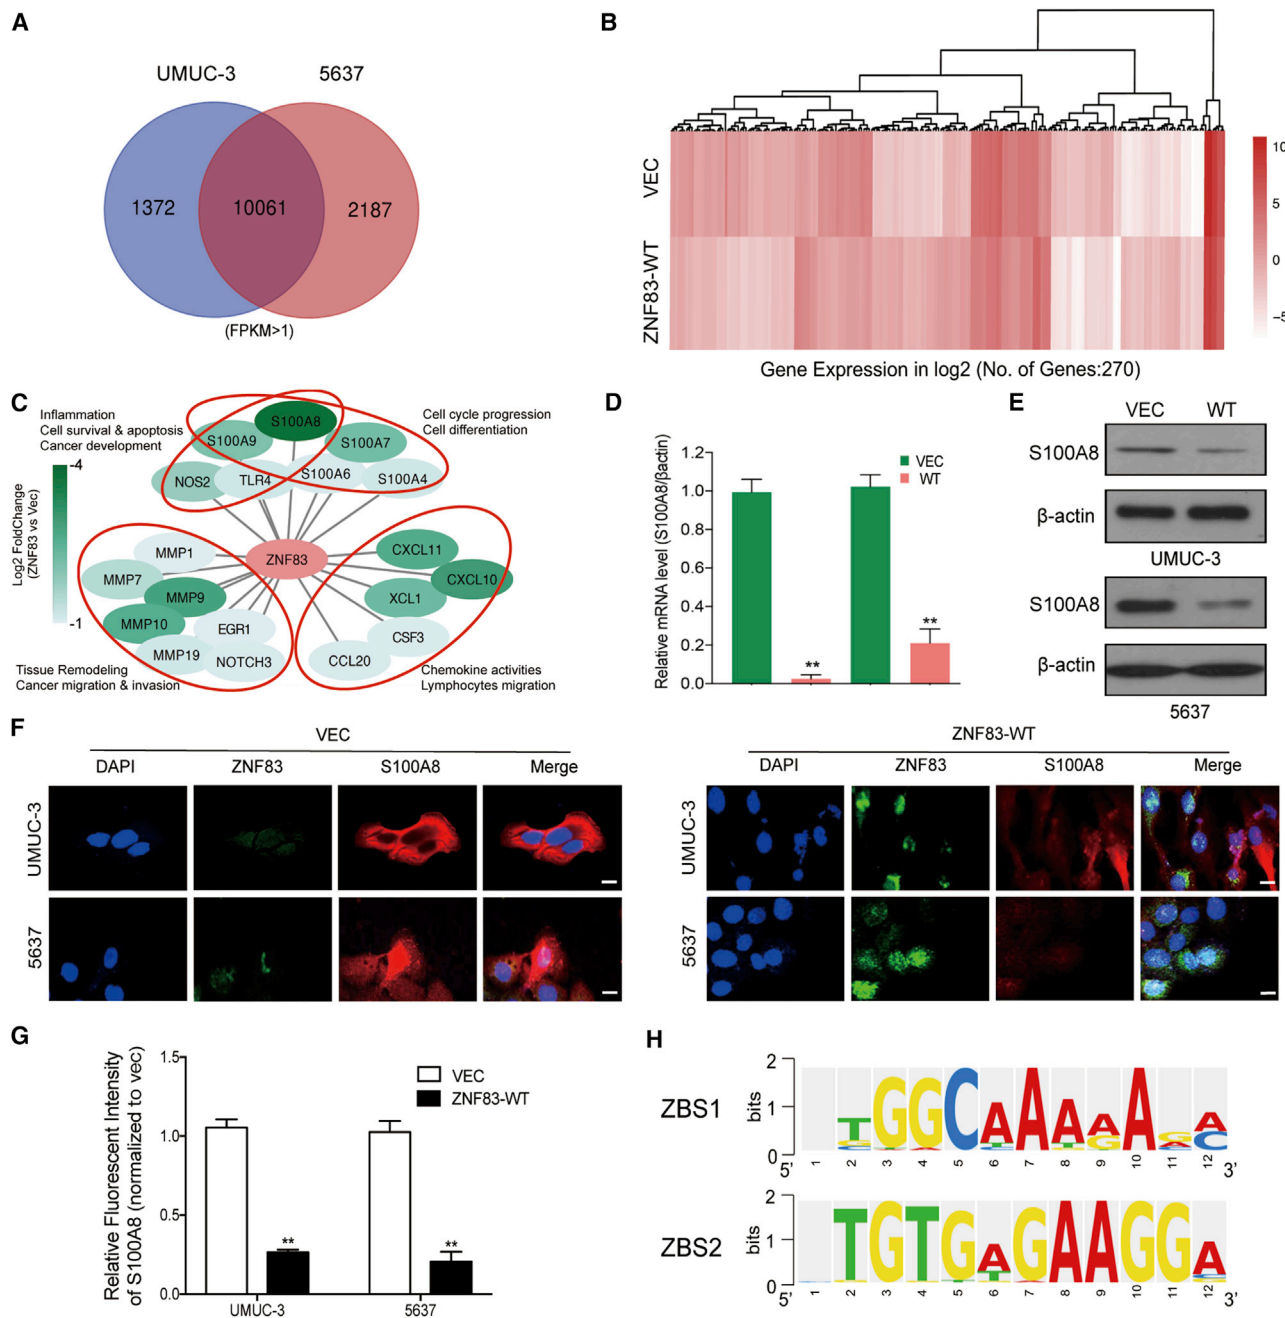 A
UMUC-3 5637
1372 10061 2187
(FPKM>1)
B
VEC
ZNF83-WT
10
5
0
-5
Gene Expression in log2 (No. of Genes:270)
C
Inflammation
Cell survival & apoptosis
Cancer development
Cell cycle progression
Cell differentiation
-4
-1
Log2 FoldChange
(ZNF83 vs Vec)
S100A8
S100A9
S100A7
NOS2
TLR4
S100A6
S100A4
ZNF83
MMP1
MMP7
MMP9
MMP10
EGR1
MMP19
NOTCH3
CXCL11
CXCL10
XCL1
CSF3
CCL20
Tissue Remodeling
Cancer migration & invasion
Chemokine activities
Lymphocytes migration
D
Relative mRNA level (S100A8/βactin)
1.2
1.0
0.8
0.6
0.4
0.2
0.0
VEC
WT
**
**
E
VEC WT
S100A8
β-actin
UMUC-3
S100A8
β-actin
5637
F
VEC
DAPI ZNF83 S100A8 Merge
UMUC-3
5637
ZNF83-WT
DAPI ZNF83 S100A8 Merge
UMUC-3
5637
G
Relative Fluorescent Intensity
of S100A8 (normalized to vec)
1.5
1.0
0.5
0.0
VEC
ZNF83-WT
**
**
UMUC-3 5637
H
ZBS1
bits
2
1
0
5' 1 2 3 4 5 6 7 8 9 10 11 12 3'
TGGCAAAAAGA
ZBS2
bits
2
1
0
5' 1 2 3 4 5 6 7 8 9 10 11 12 3'
TGTGAGAAGGA